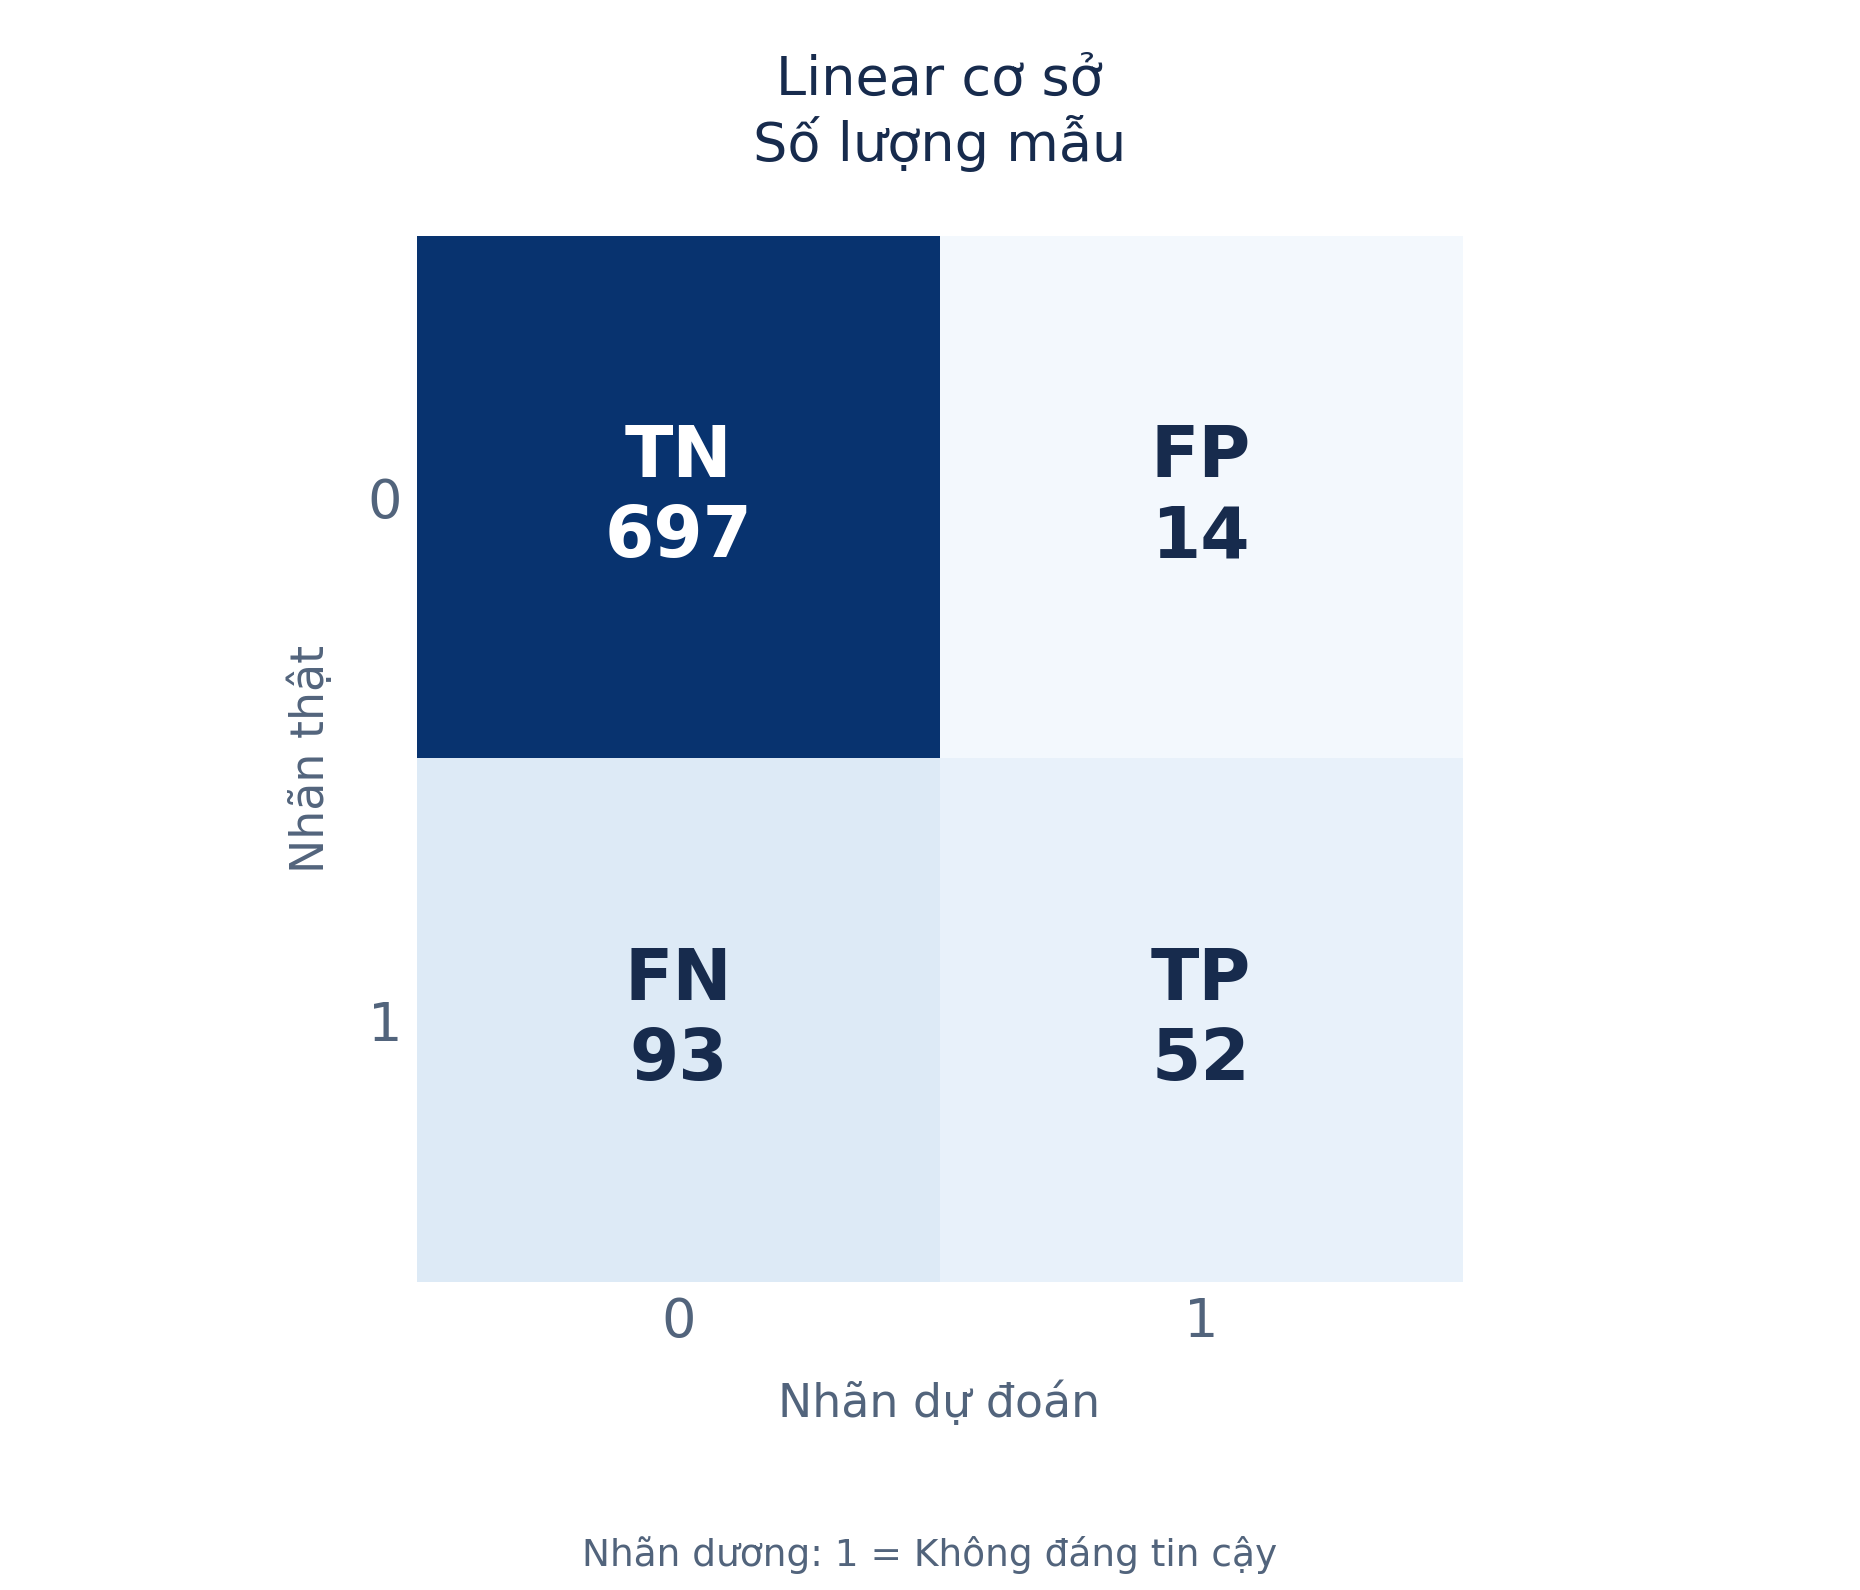 Linear cơ sở
Số lượng mẫu
TN
697
FP
14
0
Nhãn thật
FN
93
TP
52
1
0
1
Nhãn dự đoán
Nhãn dương: 1 = Không đáng tin cậy